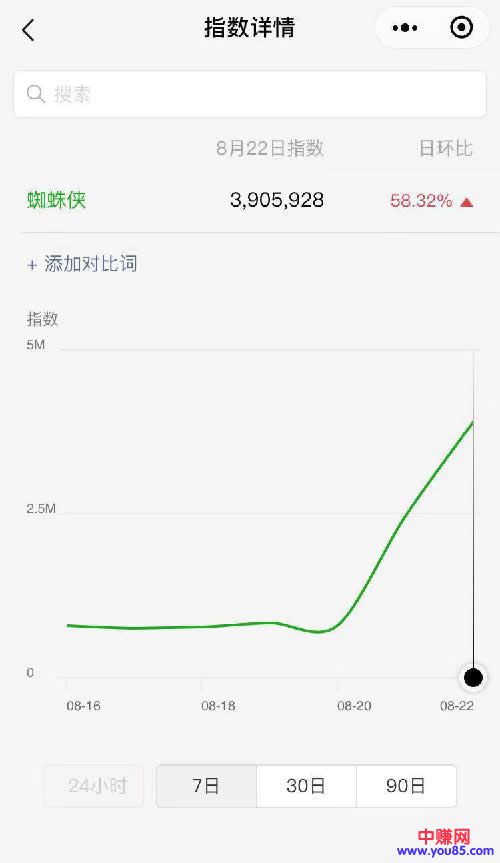 指数详情
搜索
8月22日指数 日环比
蜘蛛侠 3,905,928 58.32% ▲
+ 添加对比词
指数
5M
2.5M
0
08-16 08-18 08-20 08-22
24小时 7日 30日 90日
中赚网
www.you85.com